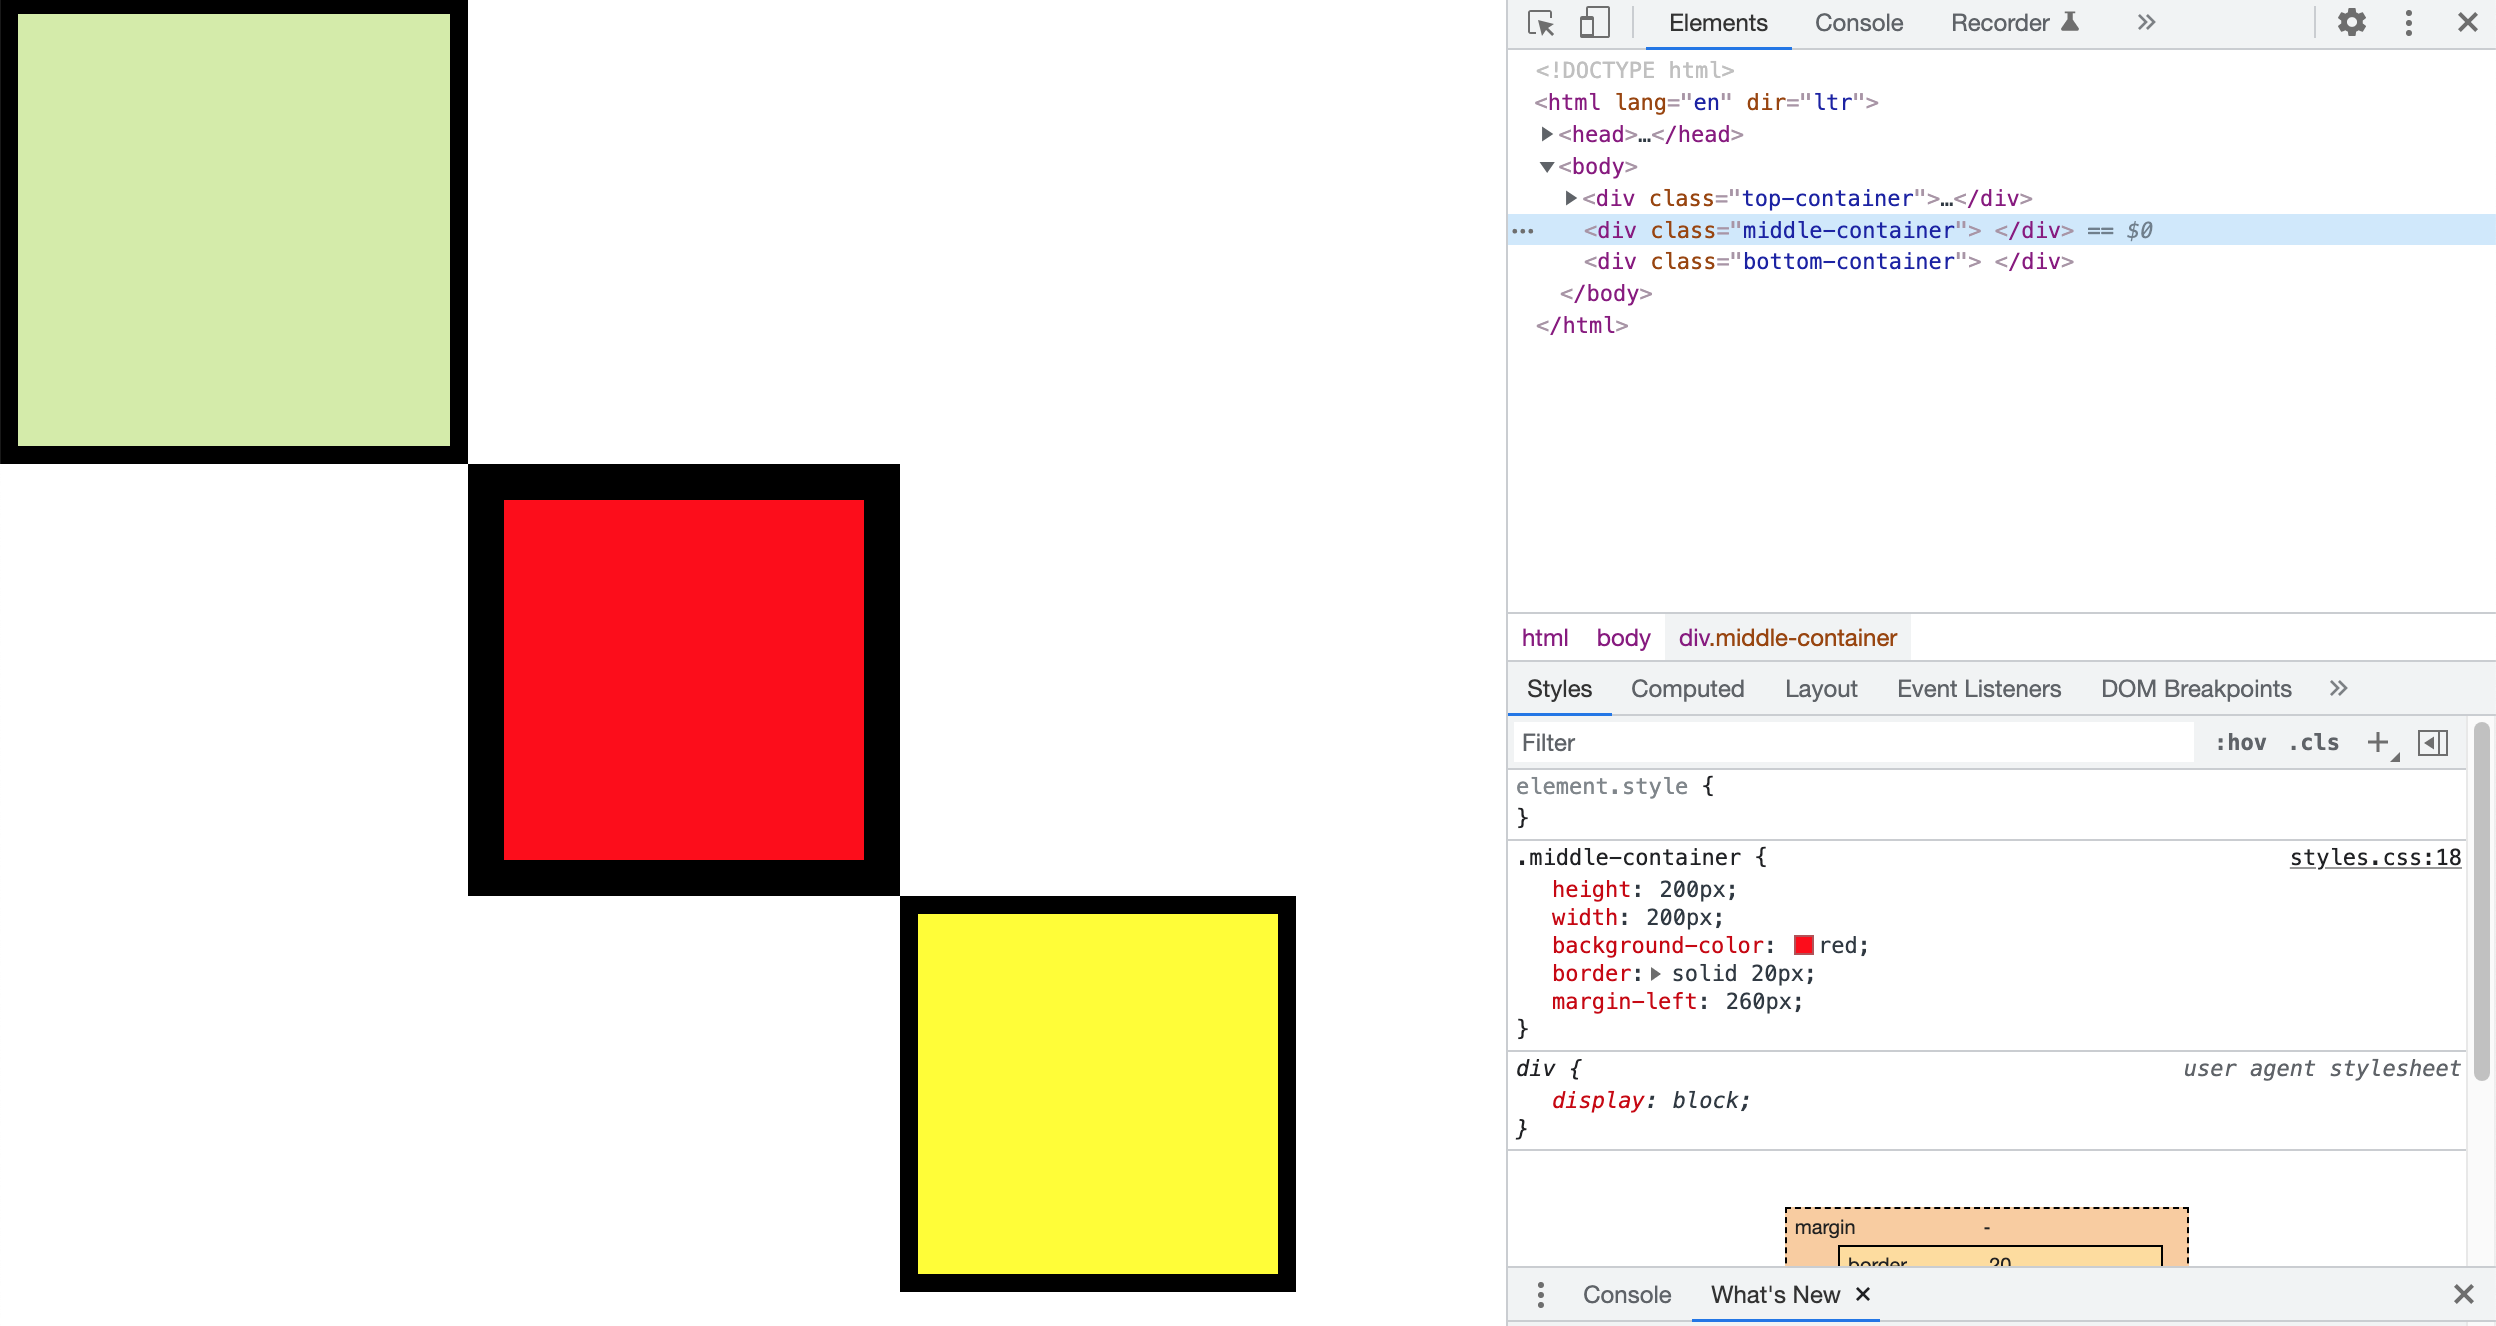 Elements Console Recorder
<!DOCTYPE html>
<html lang="en" dir="ltr">
<head>…</head>
<body>
<div class="top-container">…</div>
<div class="middle-container"> </div> == $0
<div class="bottom-container"> </div>
</body>
</html>
html body div.middle-container
Styles Computed Layout Event Listeners DOM Breakpoints
Filter :hov .cls
element.style {
}
.middle-container { styles.css:18
height: 200px;
width: 200px;
background-color: red;
border: solid 20px;
margin-left: 260px;
}
div { user agent stylesheet
display: block;
}
margin -
border 20
Console What's New